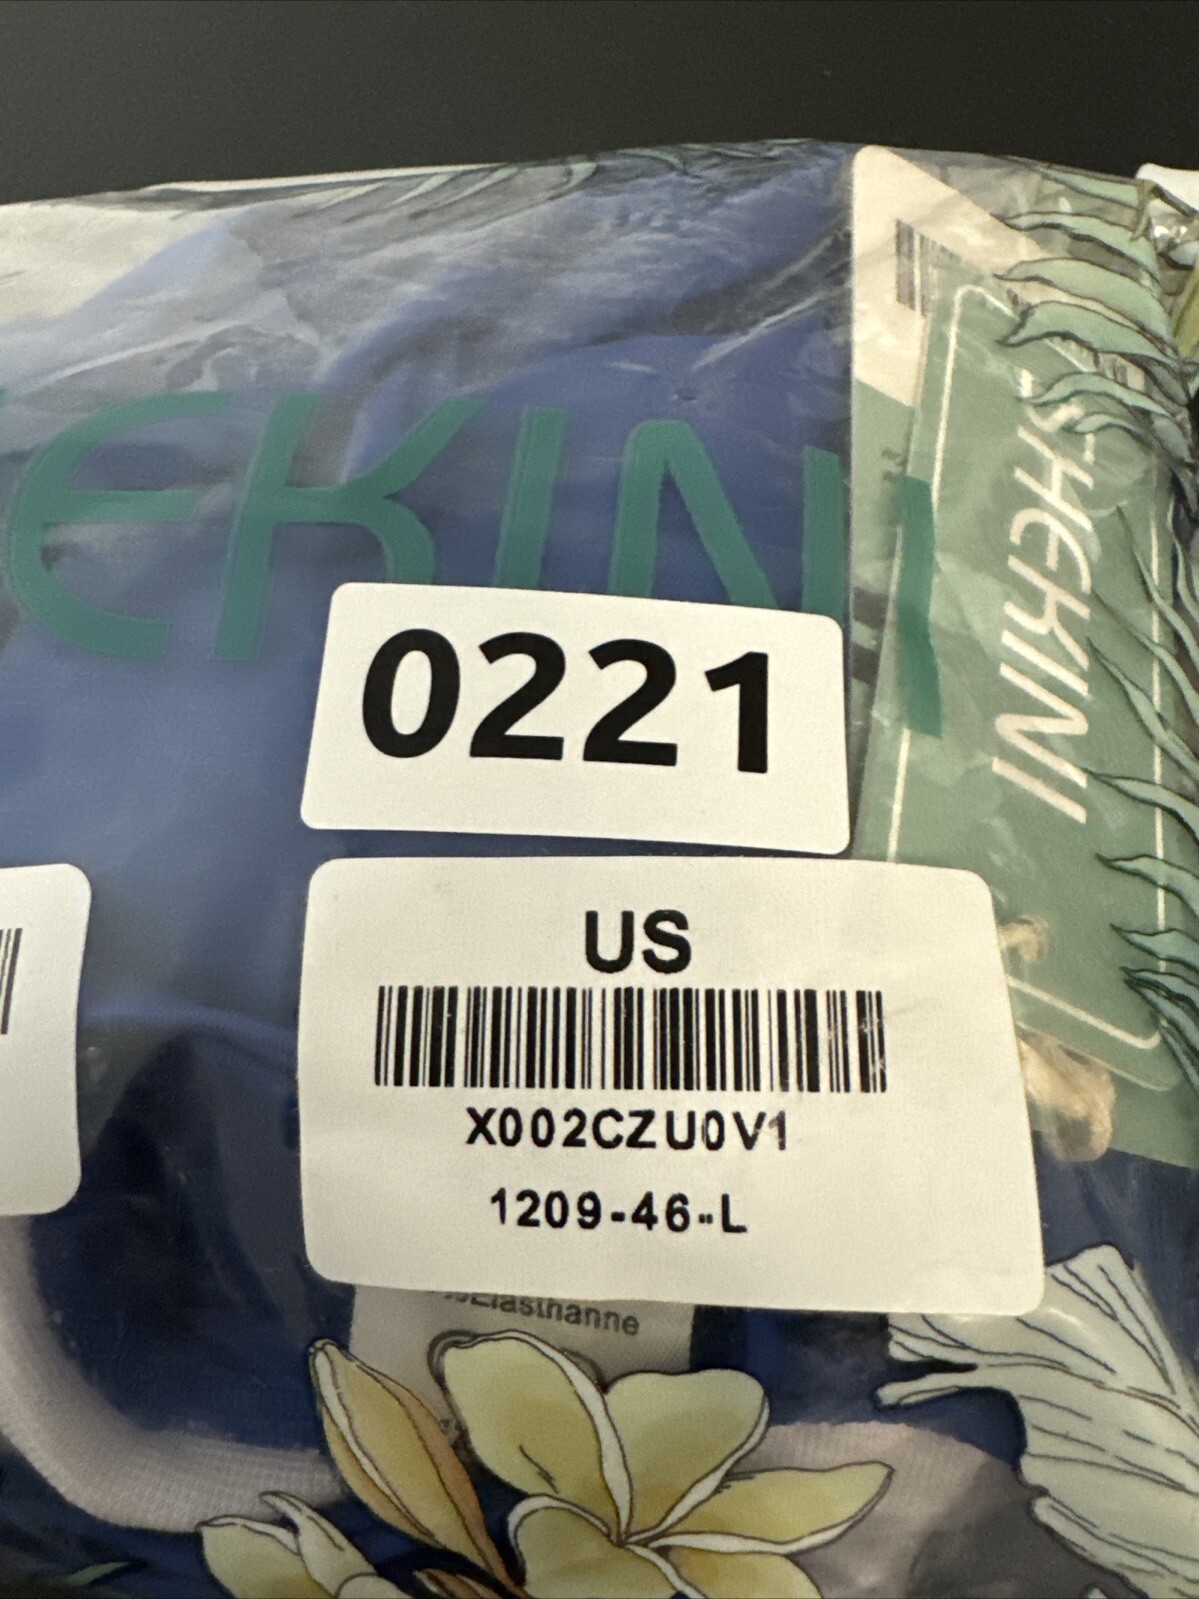 EKINI
SHEKINI
0221
US
X002CZU0V1
1209-46-L
Elasthanne